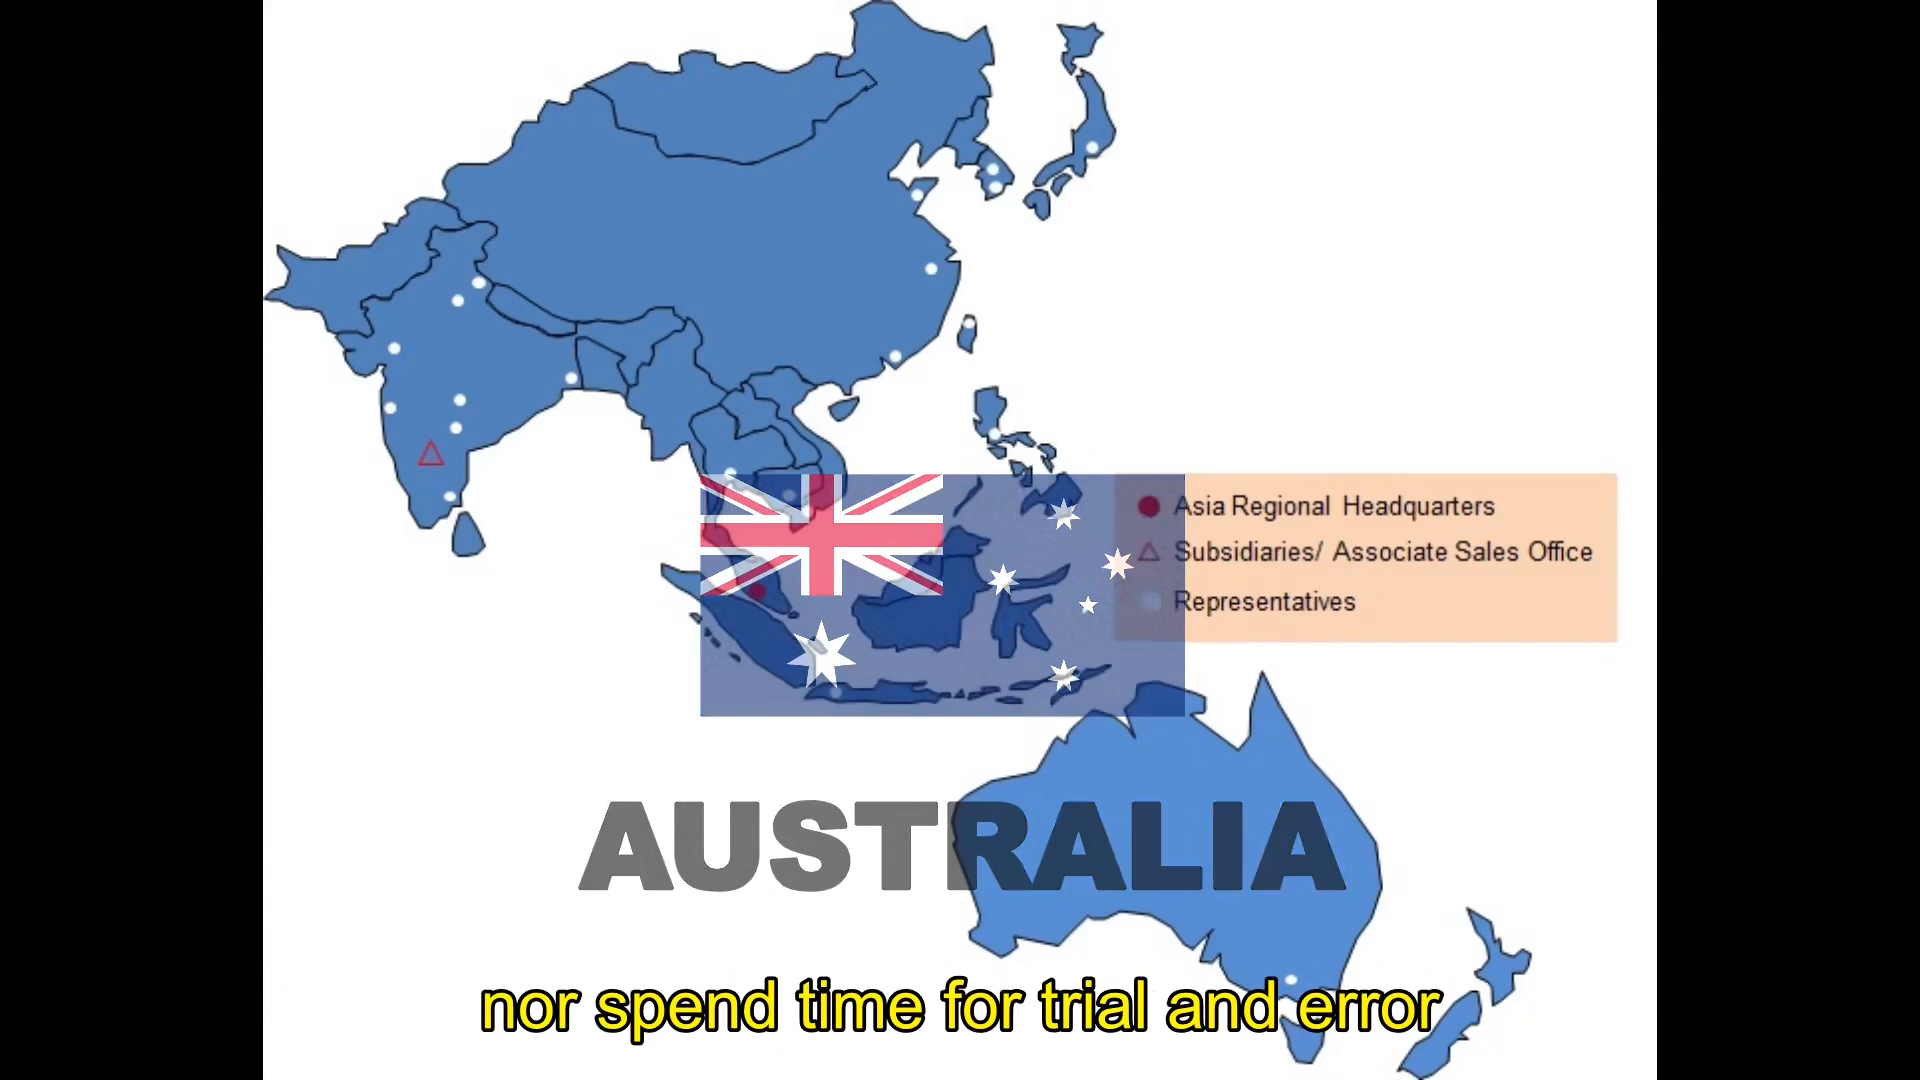 Asia Regional Headquarters
Subsidiaries/ Associate Sales Office
Representatives
AUSTRALIA
nor spend time for trial and error